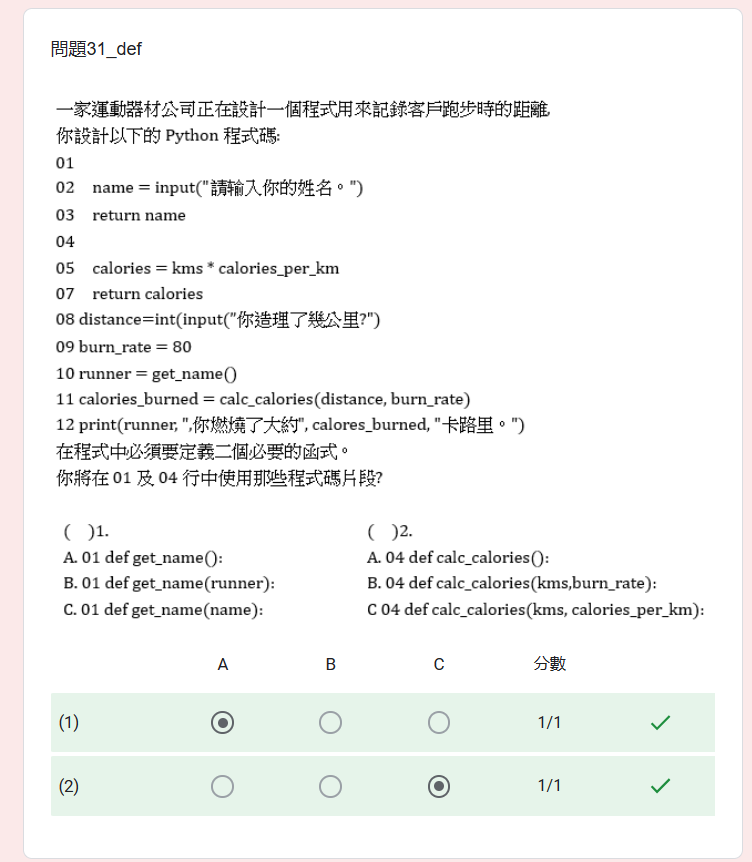 問題31_def
一家運動器材公司正在設計一個程式用來記錄客戶跑步時的距離,
你設計以下的 Python 程式碼:
01
02 name = input("請輸入你的姓名。")
03 return name
04
05 calories = kms * calories_per_km
07 return calories
08 distance=int(input("你造理了幾公里?")
09 burn_rate = 80
10 runner = get_name()
11 calories_burned = calc_calories(distance, burn_rate)
12 print(runner, ",你燃燒了大約", calores_burned, "卡路里。")
在程式中必須要定義二個必要的函式。
你將在 01 及 04 行中使用那些程式碼片段?
( )1. ( )2.
A. 01 def get_name(): A. 04 def calc_calories():
B. 01 def get_name(runner): B. 04 def calc_calories(kms,burn_rate):
C. 01 def get_name(name): C 04 def calc_calories(kms, calories_per_km):
A B C 分數
(1) 1/1
(2) 1/1